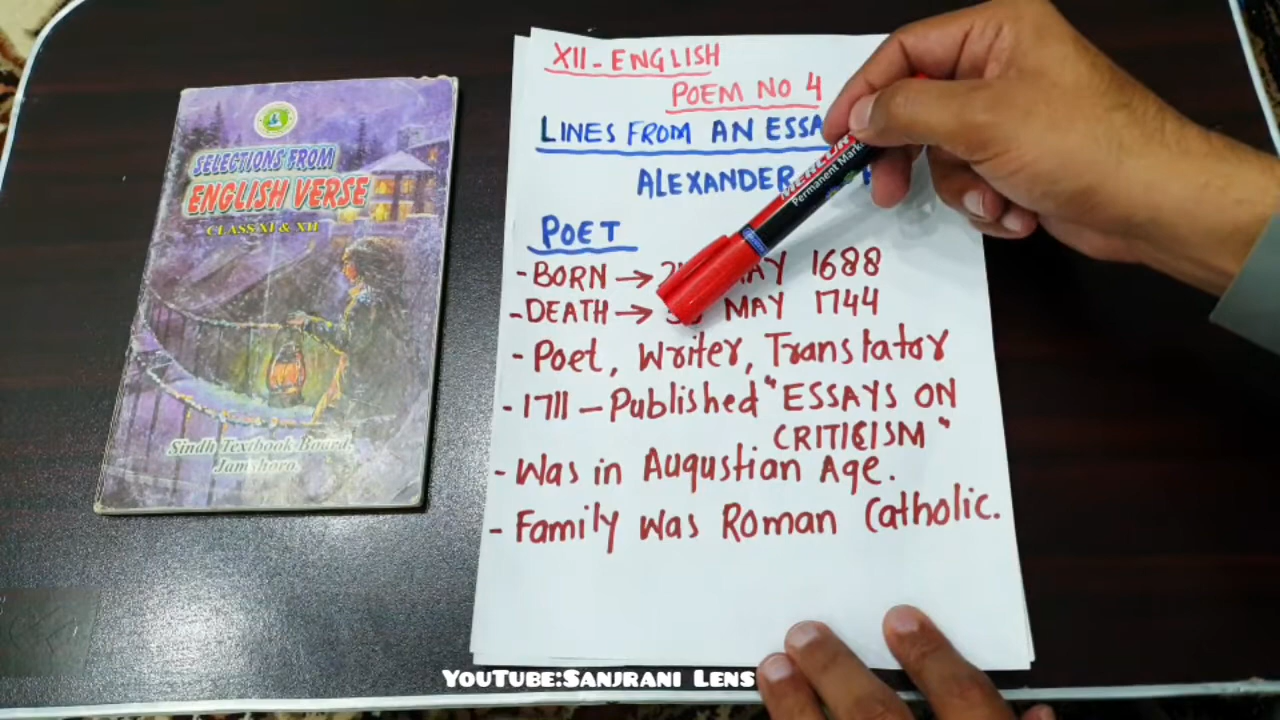 SELECTIONS FROM
ENGLISH VERSE
CLASS XI & XII
Sindh Textbook Board,
Jamshoro.
XII - ENGLISH
POEM NO 4
LINES FROM AN ESSA
ALEXANDER
POET
- BORN → MAY 1688
- DEATH → MAY 1744
- Poet, Writer, Translator
- 1711 - Published "ESSAYS ON
CRITICISM"
- Was in Augustian Age.
- Family was Roman Catholic.
Permanent Marke
YouTube:Sanjrani Lens